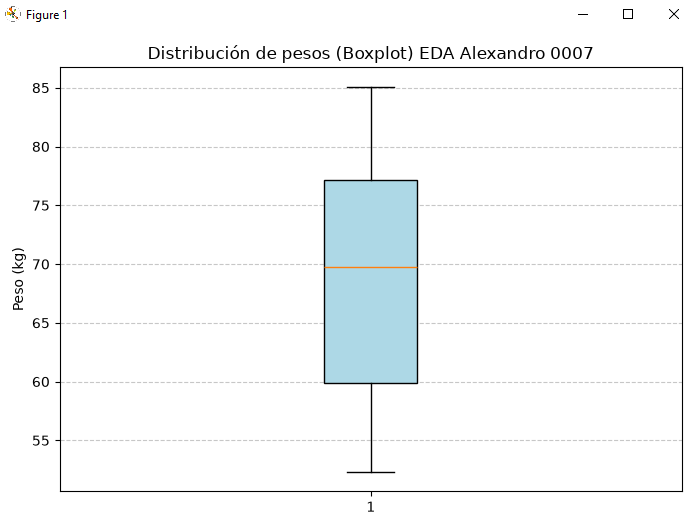 Figure 1
Distribución de pesos (Boxplot) EDA Alexandro 0007
85
80
75
70
65
60
55
Peso (kg)
1